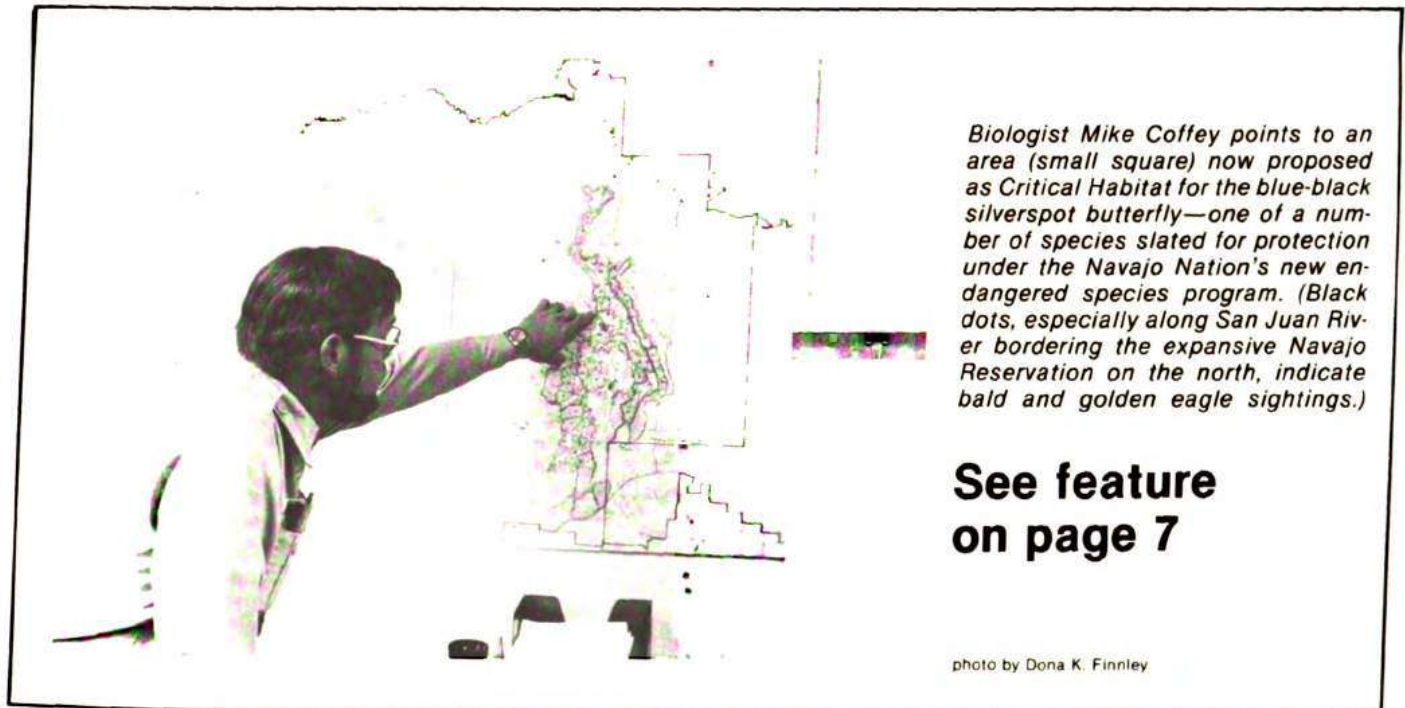 Biologist Mike Coffey points to an
area (small square) now proposed
as Critical Habitat for the blue-black
silverspot butterfly—one of a num-
ber of species slated for protection
under the Navajo Nation's new en-
dangered species program. (Black
dots, especially along San Juan Riv-
er bordering the expansive Navajo
Reservation on the north, indicate
bald and golden eagle sightings.)
See feature
on page 7
photo by Dona K. Finnley